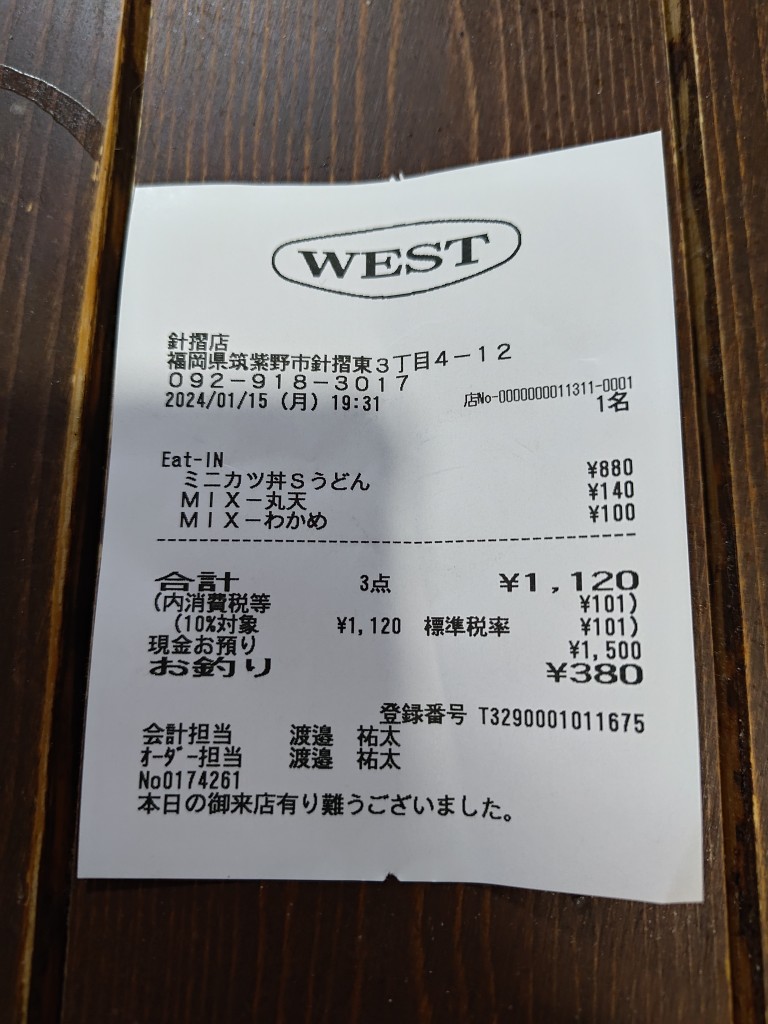 WEST
針摺店
福岡県筑紫野市針摺東3丁目4－12
092－918－3017
2024/01/15 (月) 19:31 店No-0000000011311-0001
1名
Eat-IN
ミニカツ丼Sうどん ¥880
MIX－丸天 ¥140
MIX－わかめ ¥100
合計 3点 ¥1,120
(内消費税等 ¥101)
(10%対象 ¥1,120 標準税率 ¥101)
現金お預り ¥1,500
お釣り ¥380
登録番号 T3290001011675
会計担当 渡邉 祐太
ｵｰﾀﾞｰ担当 渡邉 祐太
No0174261
本日の御来店有り難うございました。